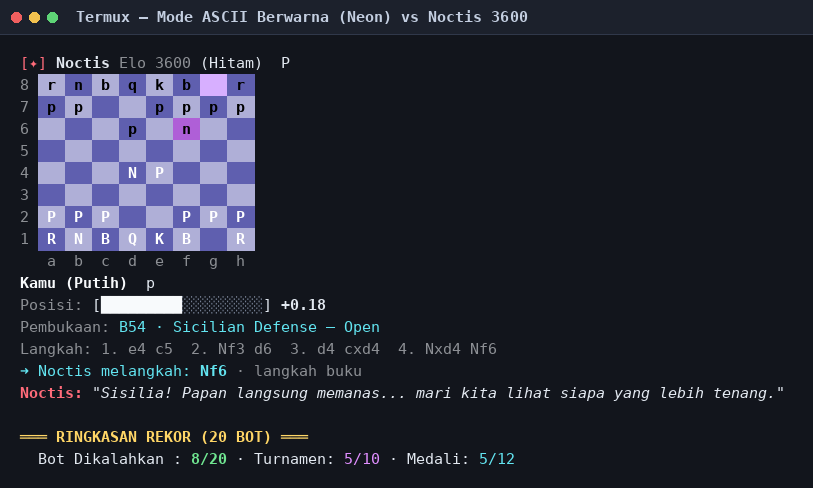 Termux — Mode ASCII Berwarna (Neon) vs Noctis 3600
[✦] Noctis Elo 3600 (Hitam)  P
8 r n b q k b   r
7 p p     p p p p
6       p   n
5
4       N P
3
2 P P P     P P P
1 R N B Q K B   R
a b c d e f g h
Kamu (Putih)  p
Posisi: [█████████░░░░░░░░░] +0.18
Pembukaan: B54 · Sicilian Defense — Open
Langkah: 1. e4 c5  2. Nf3 d6  3. d4 cxd4  4. Nxd4 Nf6
➜ Noctis melangkah: Nf6 · langkah buku
Noctis: "Sisilia! Papan langsung memanas... mari kita lihat siapa yang lebih tenang."
═══ RINGKASAN REKOR (20 BOT) ═══
Bot Dikalahkan : 8/20 · Turnamen: 5/10 · Medali: 5/12